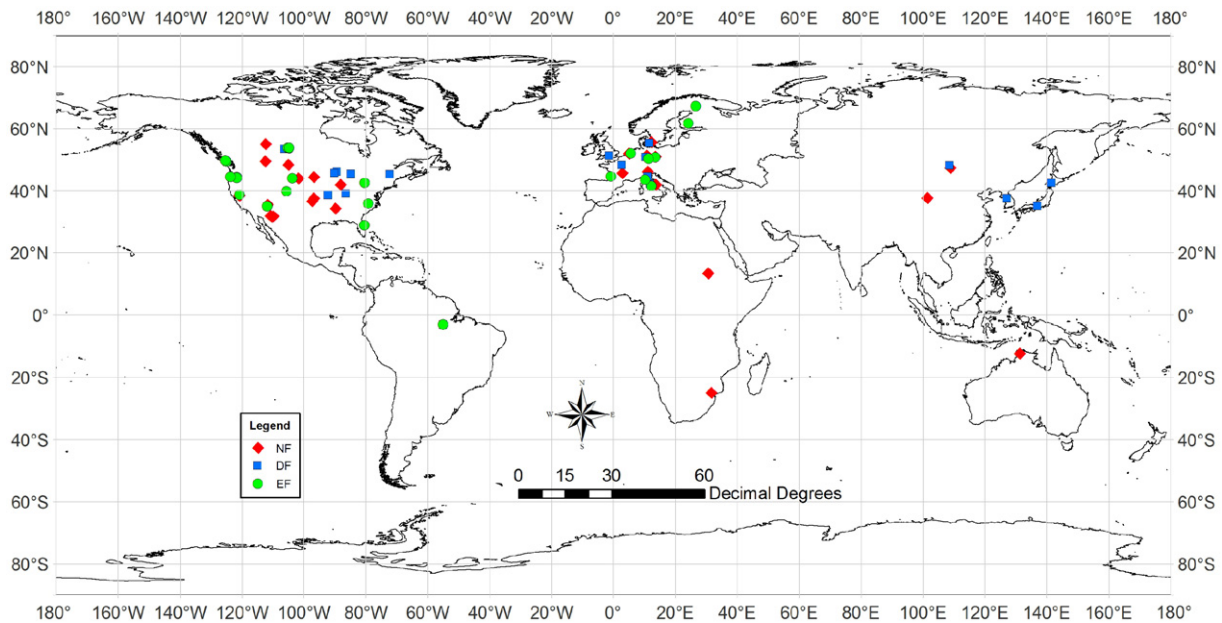 180° 160°W 140°W 120°W 100°W 80°W 60°W 40°W 20°W 0° 20°E 40°E 60°E 80°E 100°E 120°E 140°E 160°E 180°
80°N 80°N
60°N 60°N
40°N 40°N
20°N 20°N
0° 0°
20°S 20°S
N
W E
S
40°S 40°S
Legend
NF
DF
EF
0 15 30 60
Decimal Degrees
60°S 60°S
80°S 80°S
180° 160°W 140°W 120°W 100°W 80°W 60°W 40°W 20°W 0° 20°E 40°E 60°E 80°E 100°E 120°E 140°E 160°E 180°